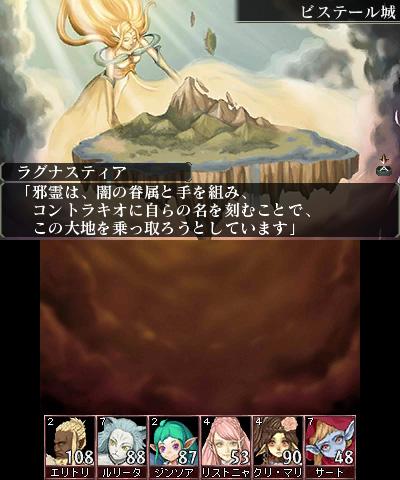 ビステール城
ラグナスティア
「邪霊は、闇の眷属と手を組み、
コントラキオに自らの名を刻むことで、
この大地を乗っ取ろうとしています」
2 7 2 4 4 7
108 88 87 53 90 48
エリトリ ルリータ ジンソア リストニャ クリ・マリ サート